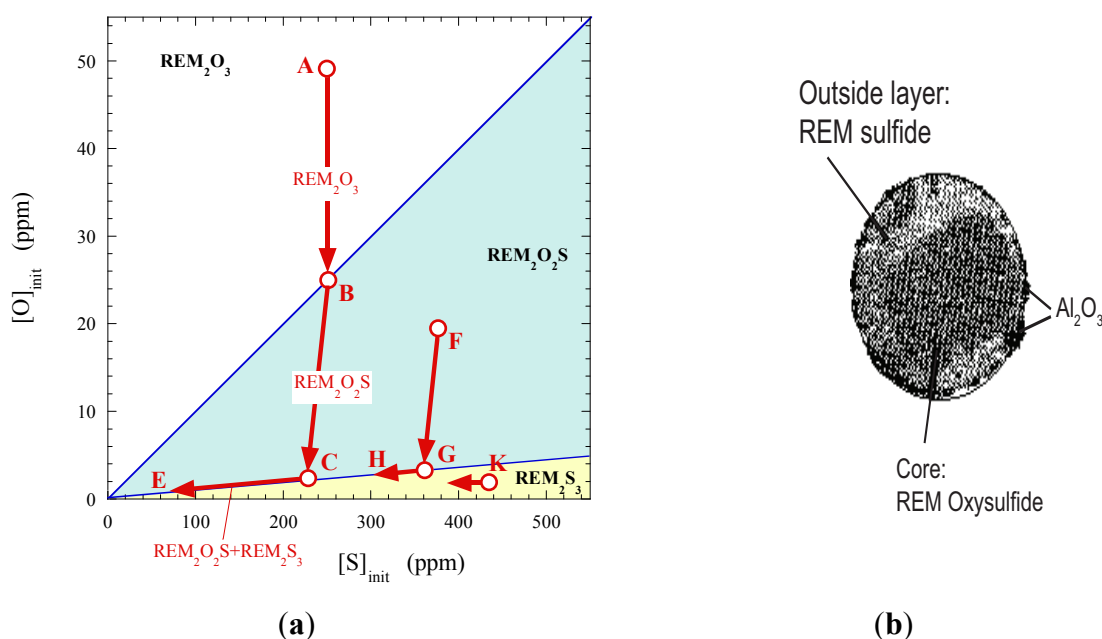 REM₂O₃
A
REM₂O₃
B
REM₂O₂S
F
REM₂O₂S
C
G
H
K
E
REM₂S₃
REM₂O₂S+REM₂S₃
50
40
30
20
10
0
0
100
200
300
400
500
[O]init (ppm)
[S]init (ppm)
(a)
Outside layer:
REM sulfide
Al₂O₃
Core:
REM Oxysulfide
(b)